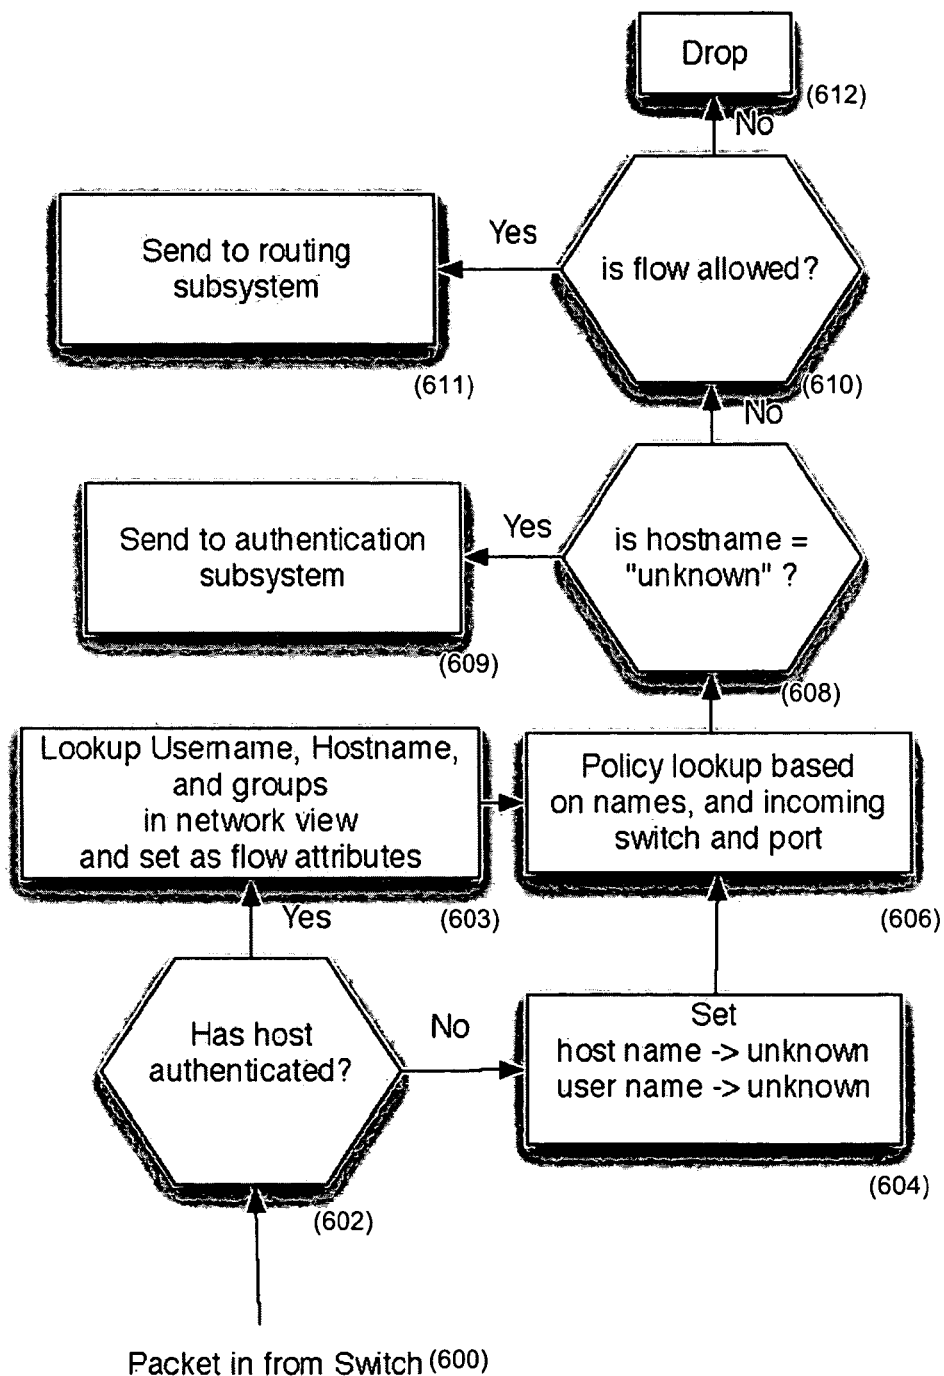 Drop
(612)
No
Send to routing
subsystem
(611)
Yes
is flow allowed?
(610)
No
Send to authentication
subsystem
(609)
Yes
is hostname =
"unknown" ?
(608)
Lookup Username, Hostname,
and groups
in network view
and set as flow attributes
(603)
Policy lookup based
on names, and incoming
switch and port
(606)
Yes
Has host
authenticated?
(602)
No
Set
host name -> unknown
user name -> unknown
(604)
Packet in from Switch (600)